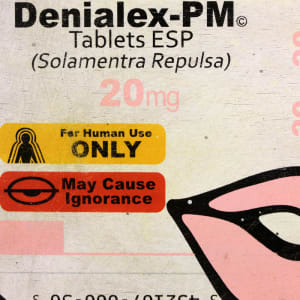 Denialex-PM©
Tablets ESP
(Solamentra Repulsa)
20mg
For Human Use
ONLY
May Cause
Ignorance